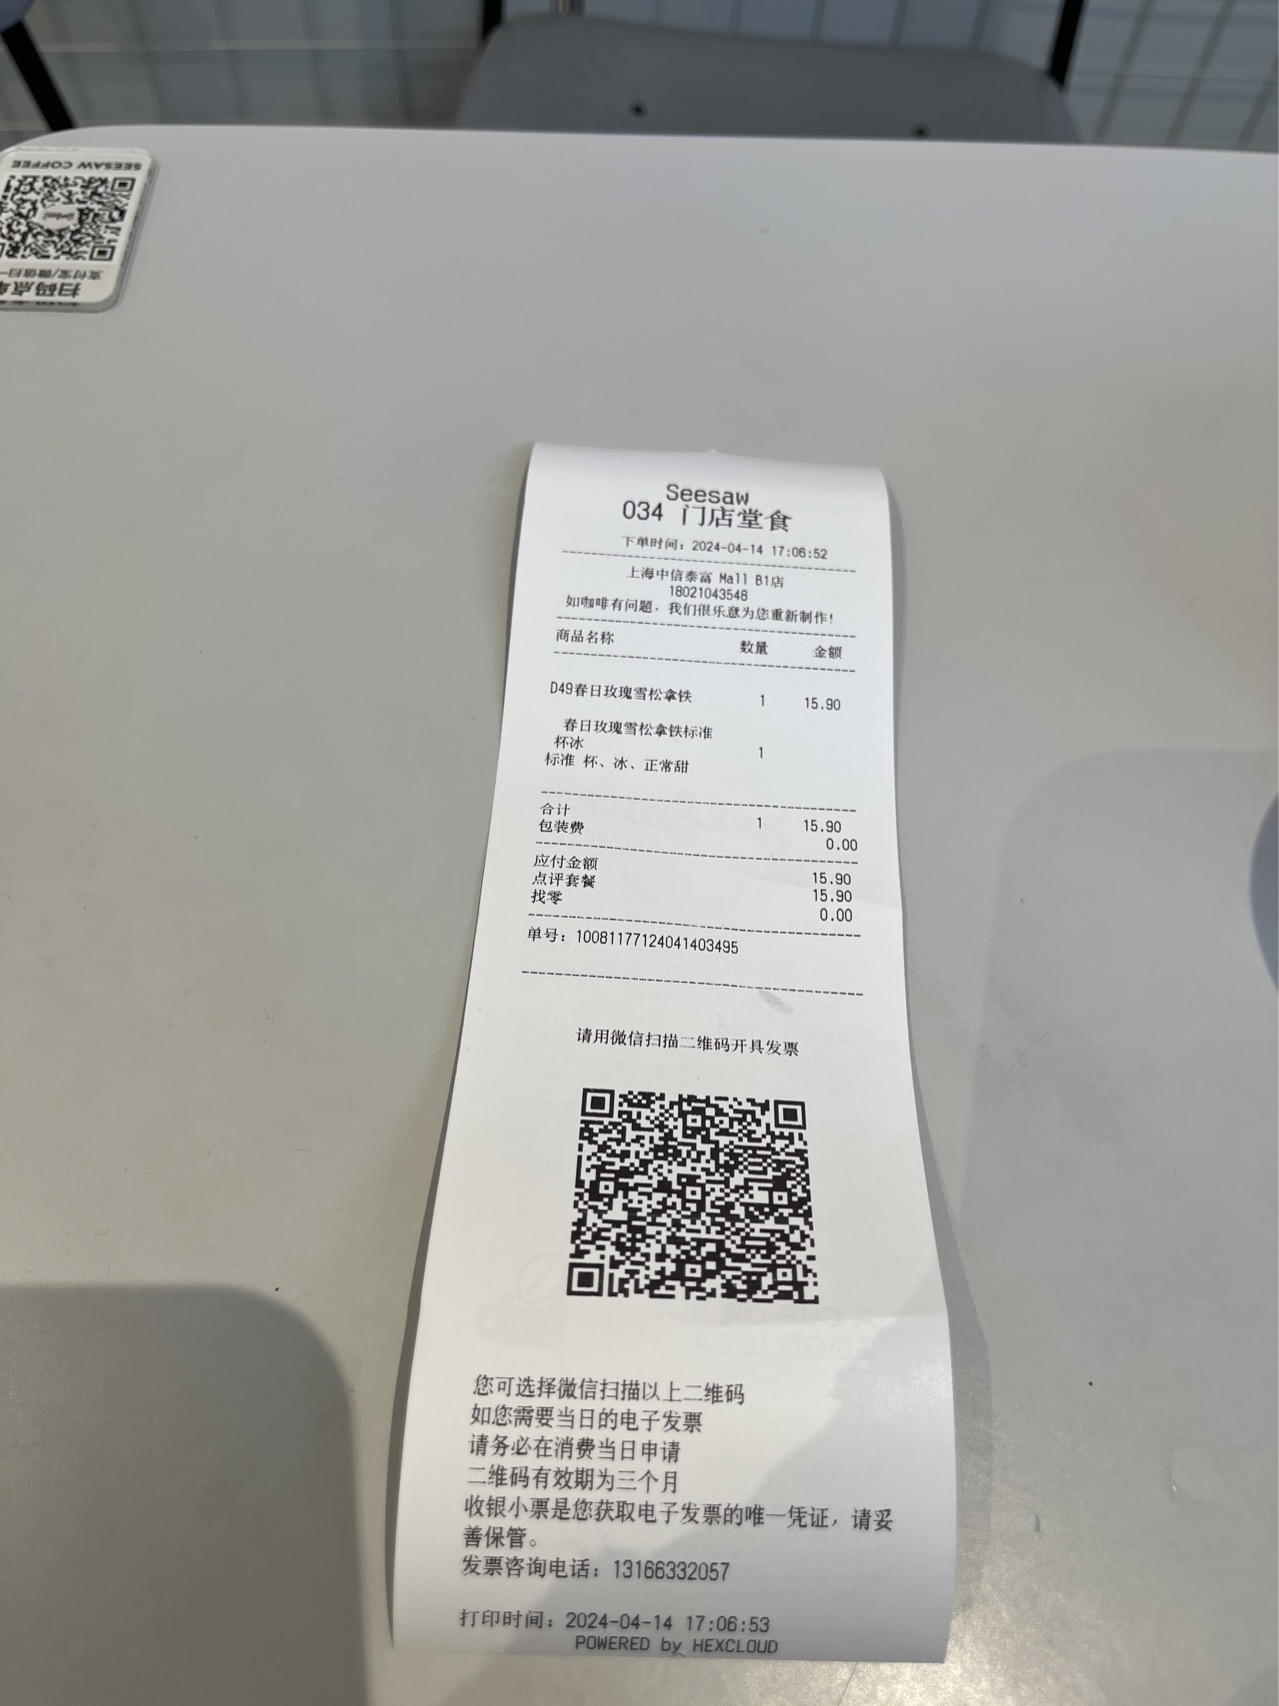 SEESAW COFFEE
支付宝/微信扫一
扫码点单
Seesaw
034 门店堂食
下单时间：2024-04-14 17:06:52
上海中信泰富 Mall B1店
18021043548
如咖啡有问题，我们很乐意为您重新制作！
商品名称 数量 金额
D49春日玫瑰雪松拿铁 1 15.90
春日玫瑰雪松拿铁标准
杯冰 1
标准 杯、冰、正常甜
合计 1 15.90
包装费 0.00
应付金额 15.90
点评套餐 15.90
找零 0.00
单号：10081177124041403495
请用微信扫描二维码开具发票
您可选择微信扫描以上二维码
如您需要当日的电子发票
请务必在消费当日申请
二维码有效期为三个月
收银小票是您获取电子发票的唯一凭证，请妥
善保管。
发票咨询电话：13166332057
打印时间：2024-04-14 17:06:53
POWERED by HEXCLOUD